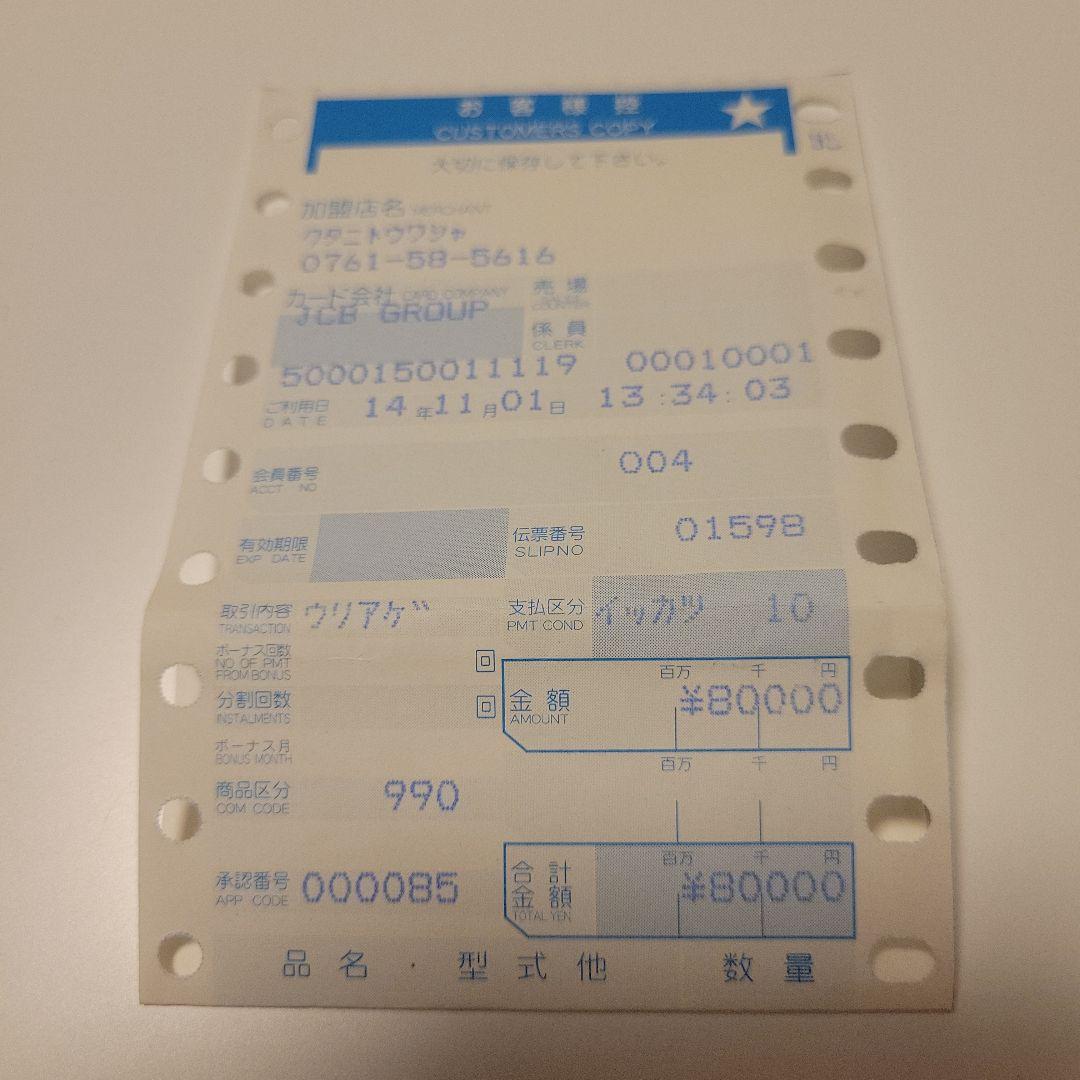 お客様控
CUSTOMERS COPY
大切に保存して下さい。
加盟店名 MERCHANT
クタニトウワジャ
0761-58-5616
カード会社 CARD COMPANY 売場
JCB GROUP
係員
CLERK
5000150011119 00010001
ご利用日 14年11月01日 13:34:03
DATE
会員番号 004
ACCT NO
有効期限 伝票番号 01598
EXP DATE SLIPNO
取引内容 ウリアゲ 支払区分 イッカツ 10
TRANSACTION PMT COND
ボーナス回数 回
NO OF PMT
FROM BONUS
百万 千 円
分割回数 回 金額 ¥80000
INSTALMENTS AMOUNT
ボーナス月 百万 千 円
BONUS MONTH
商品区分 990
COM CODE
百万 千 円
承認番号 000085 合計金額 ¥80000
APP CODE TOTAL YEN
品名・型式他 数量